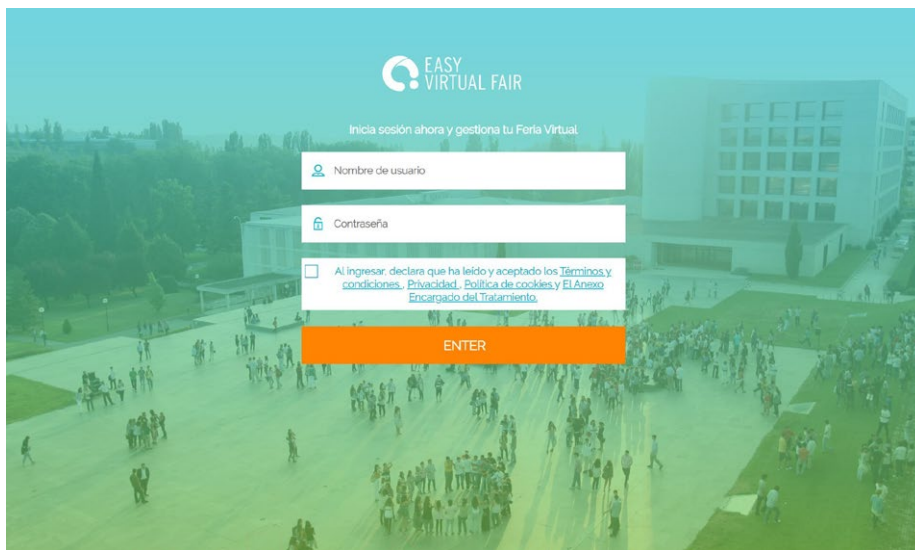 EASY
VIRTUAL FAIR
Inicia sesión ahora y gestiona tu Feria Virtual
Nombre de usuario
Contraseña
Al ingresar, declara que ha leído y aceptado los Términos y
condiciones , Privacidad , Política de cookies y El Anexo
Encargado del Tratamiento.
ENTER